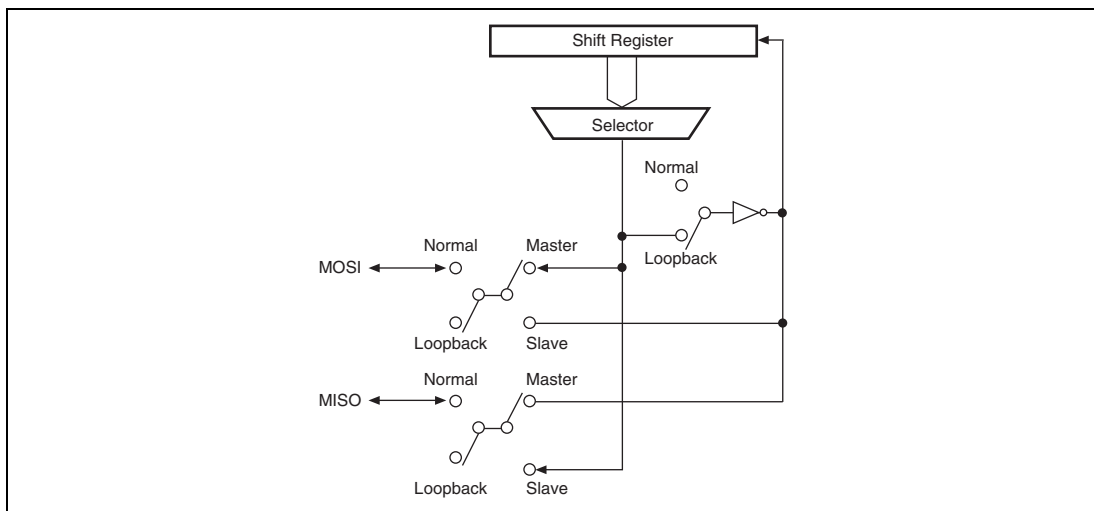 Shift Register
Selector
Normal
Loopback
Normal
Master
MOSI
Loopback
Slave
Normal
Master
MISO
Loopback
Slave